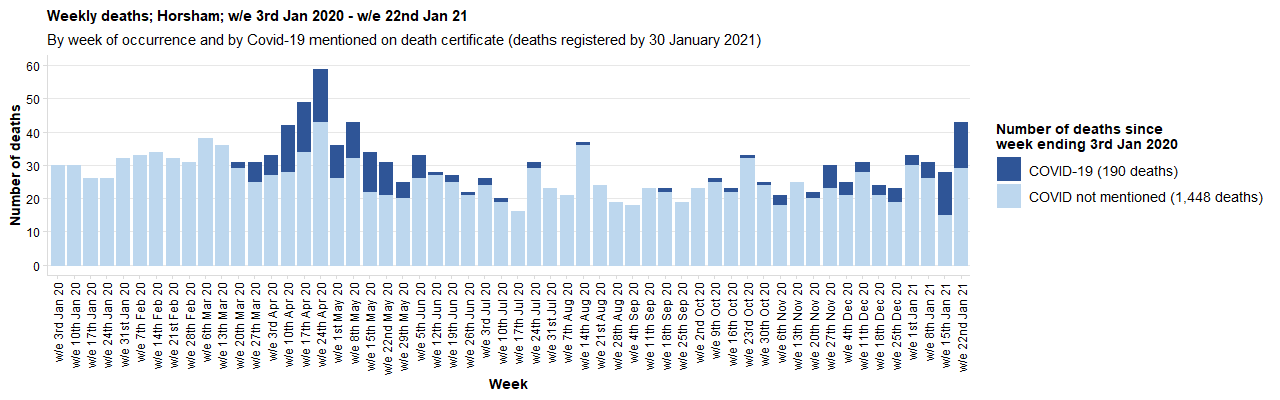 Weekly deaths; Horsham; w/e 3rd Jan 2020 - w/e 22nd Jan 21
By week of occurrence and by Covid-19 mentioned on death certificate (deaths registered by 30 January 2021)
Number of deaths
60
50
40
30
20
10
0
w/e 3rd Jan 20
w/e 10th Jan 20
w/e 17th Jan 20
w/e 24th Jan 20
w/e 31st Jan 20
w/e 7th Feb 20
w/e 14th Feb 20
w/e 21st Feb 20
w/e 28th Feb 20
w/e 6th Mar 20
w/e 13th Mar 20
w/e 20th Mar 20
w/e 27th Mar 20
w/e 3rd Apr 20
w/e 10th Apr 20
w/e 17th Apr 20
w/e 24th Apr 20
w/e 1st May 20
w/e 8th May 20
w/e 15th May 20
w/e 22nd May 20
w/e 29th May 20
w/e 5th Jun 20
w/e 12th Jun 20
w/e 19th Jun 20
w/e 26th Jun 20
w/e 3rd Jul 20
w/e 10th Jul 20
w/e 17th Jul 20
w/e 24th Jul 20
w/e 31st Jul 20
w/e 7th Aug 20
w/e 14th Aug 20
w/e 21st Aug 20
w/e 28th Aug 20
w/e 4th Sep 20
w/e 11th Sep 20
w/e 18th Sep 20
w/e 25th Sep 20
w/e 2nd Oct 20
w/e 9th Oct 20
w/e 16th Oct 20
w/e 23rd Oct 20
w/e 30th Oct 20
w/e 6th Nov 20
w/e 13th Nov 20
w/e 20th Nov 20
w/e 27th Nov 20
w/e 4th Dec 20
w/e 11th Dec 20
w/e 18th Dec 20
w/e 25th Dec 20
w/e 1st Jan 21
w/e 8th Jan 21
w/e 15th Jan 21
w/e 22nd Jan 21
Week
Number of deaths since
week ending 3rd Jan 2020
COVID-19 (190 deaths)
COVID not mentioned (1,448 deaths)